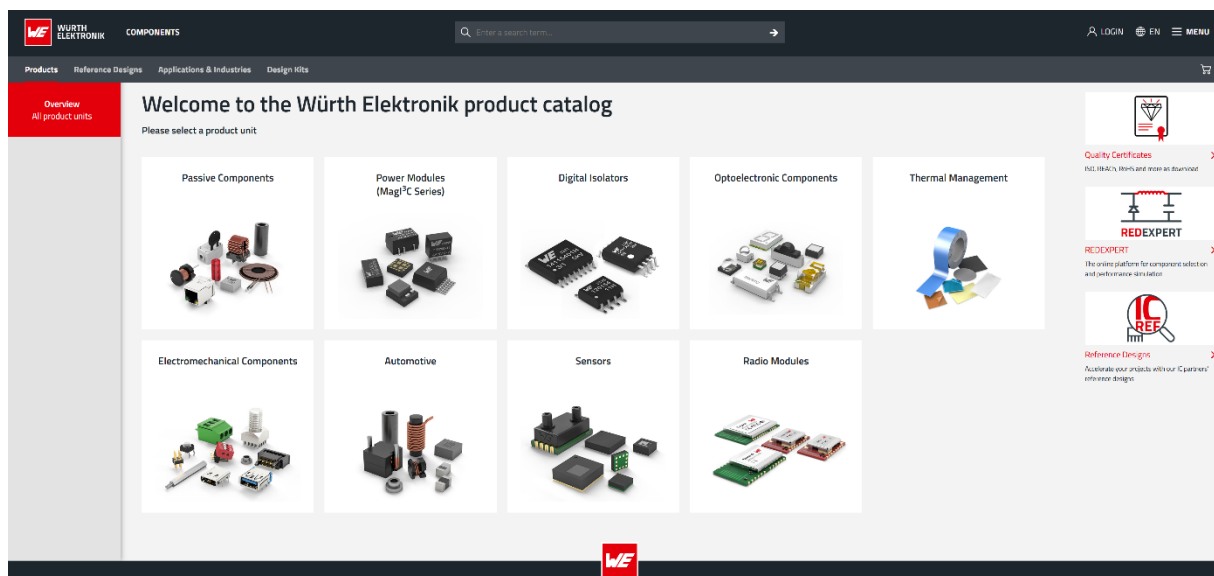 WE
WÜRTH
ELEKTRONIK
COMPONENTS
Enter a search term...
LOGIN
EN
MENU
Products
Reference Designs
Applications & Industries
Design Kits
Overview
All product units
Welcome to the Würth Elektronik product catalog
Please select a product unit
Passive Components
Power Modules
(MagI³C Series)
Digital Isolators
Optoelectronic Components
Thermal Management
Electromechanical Components
Automotive
Sensors
Radio Modules
Quality Certificates
ISO, REACh, RoHS and more as download
REDEXPERT
REDEXPERT
The online platform for component selection
and performance simulation
IC
REF
Reference Designs
Accelerate your projects with our IC partners'
reference designs
WE